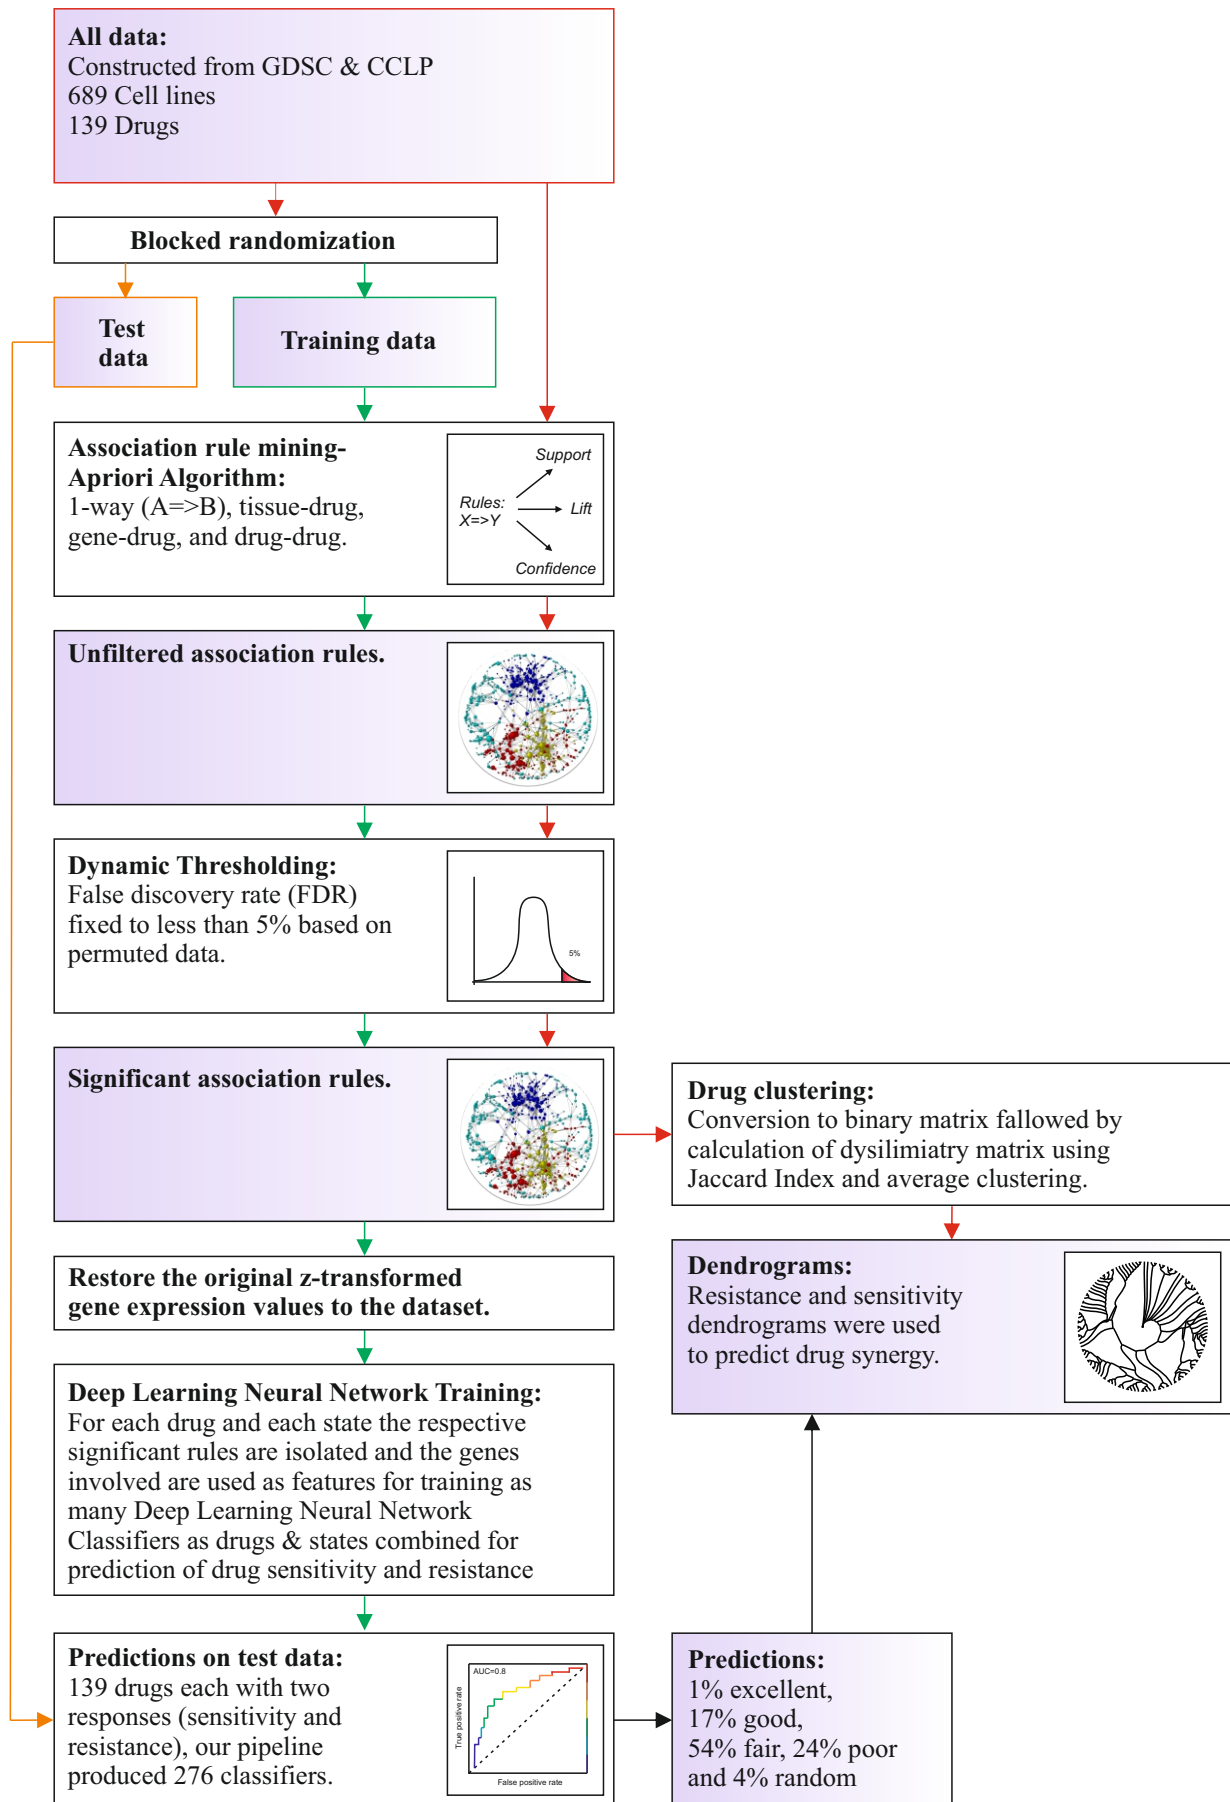 All data:
Constructed from GDSC & CCLP
689 Cell lines
139 Drugs
Blocked randomization
Test
data
Training data
Association rule mining-
Apriori Algorithm:
1-way (A=>B), tissue-drug,
gene-drug, and drug-drug.
Support
Rules:
X=>Y
Lift
Confidence
Unfiltered association rules.
Dynamic Thresholding:
False discovery rate (FDR)
fixed to less than 5% based on
permuted data.
5%
Significant association rules.
Drug clustering:
Conversion to binary matrix fallowed by
calculation of dysilimiatry matrix using
Jaccard Index and average clustering.
Dendrograms:
Resistance and sensitivity
dendrograms were used
to predict drug synergy.
Restore the original z-transformed
gene expression values to the dataset.
Deep Learning Neural Network Training:
For each drug and each state the respective
significant rules are isolated and the genes
involved are used as features for training as
many Deep Learning Neural Network
Classifiers as drugs & states combined for
prediction of drug sensitivity and resistance
Predictions on test data:
139 drugs each with two
responses (sensitivity and
resistance), our pipeline
produced 276 classifiers.
AUC=0.8
True positive rate
False positive rate
Predictions:
1% excellent,
17% good,
54% fair, 24% poor
and 4% random